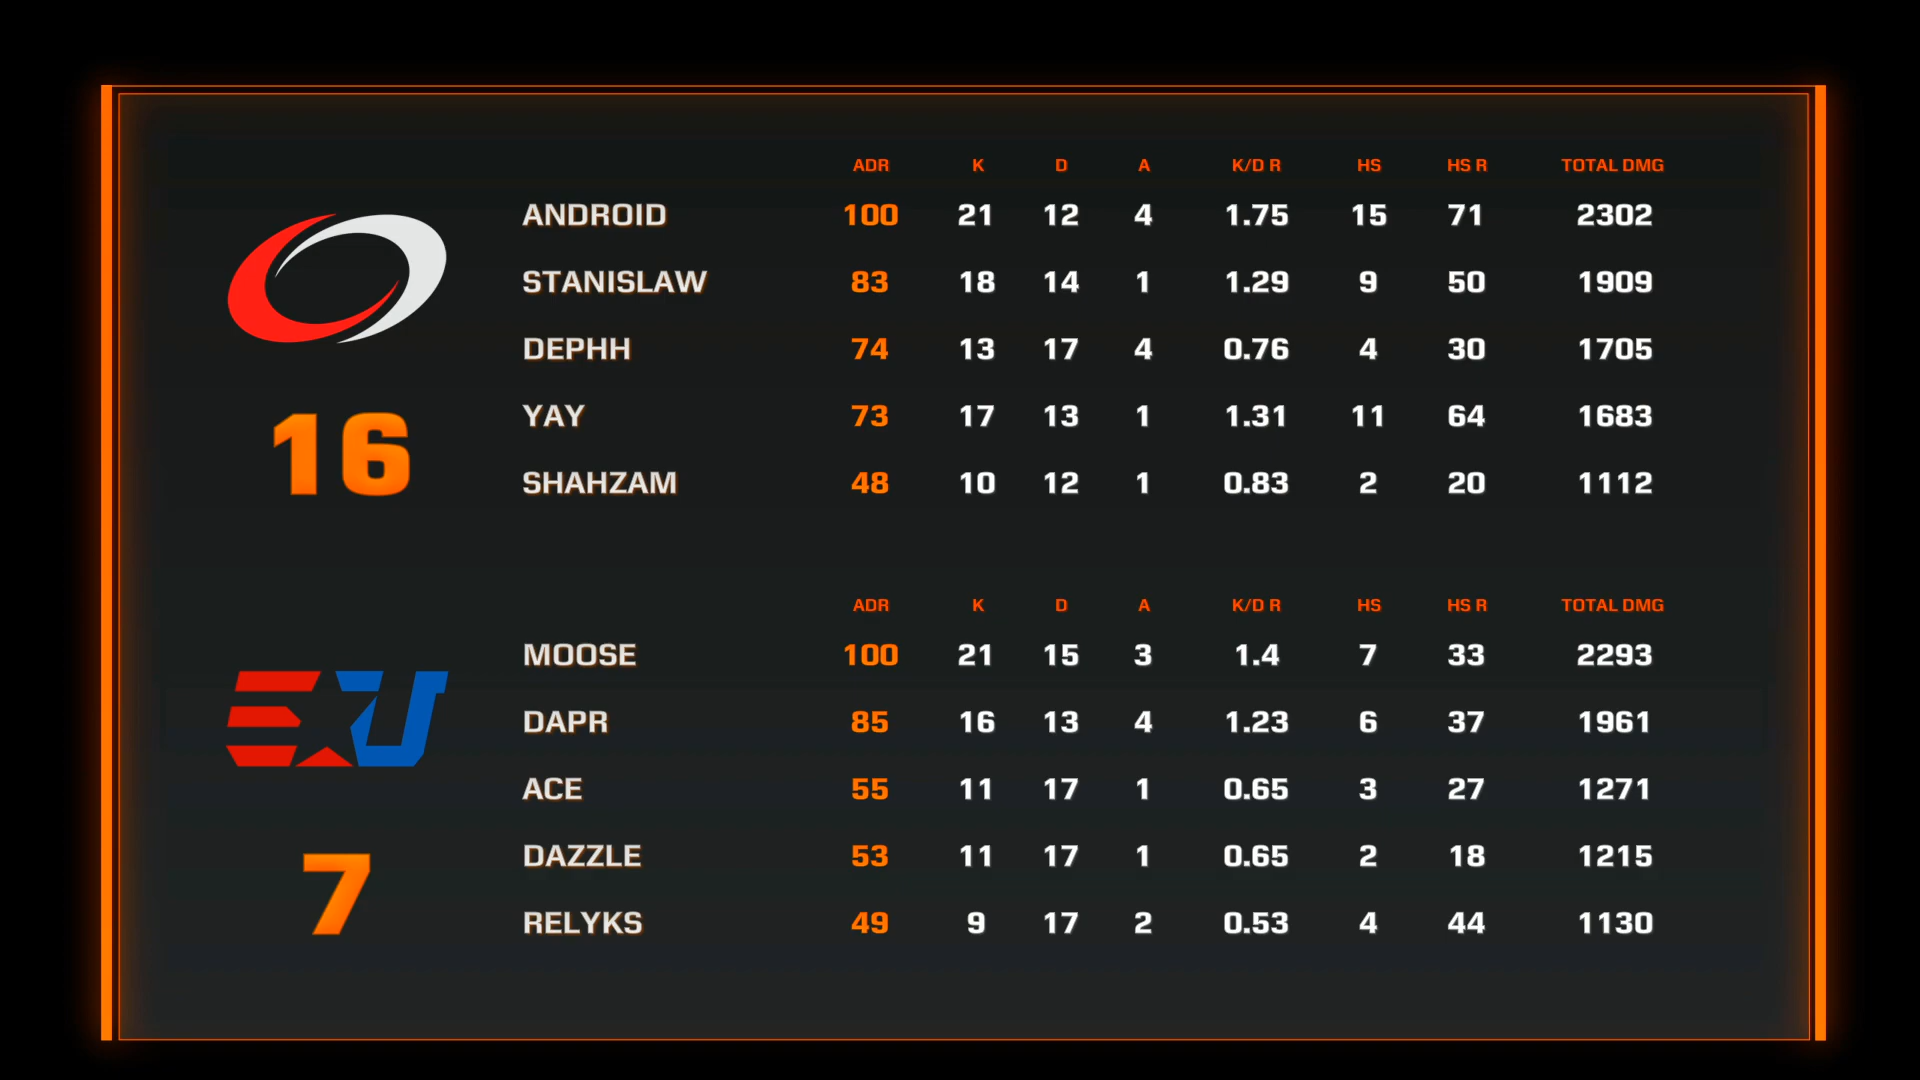 ADR K D A K/D R HS HS R TOTAL DMG
ANDROID 100 21 12 4 1.75 15 71 2302
STANISLAW 83 18 14 1 1.29 9 50 1909
DEPHH 74 13 17 4 0.76 4 30 1705
16
YAY 73 17 13 1 1.31 11 64 1683
SHAHZAM 48 10 12 1 0.83 2 20 1112
ADR K D A K/D R HS HS R TOTAL DMG
MOOSE 100 21 15 3 1.4 7 33 2293
EU
DAPR 85 16 13 4 1.23 6 37 1961
ACE 55 11 17 1 0.65 3 27 1271
DAZZLE 53 11 17 1 0.65 2 18 1215
7
RELYKS 49 9 17 2 0.53 4 44 1130